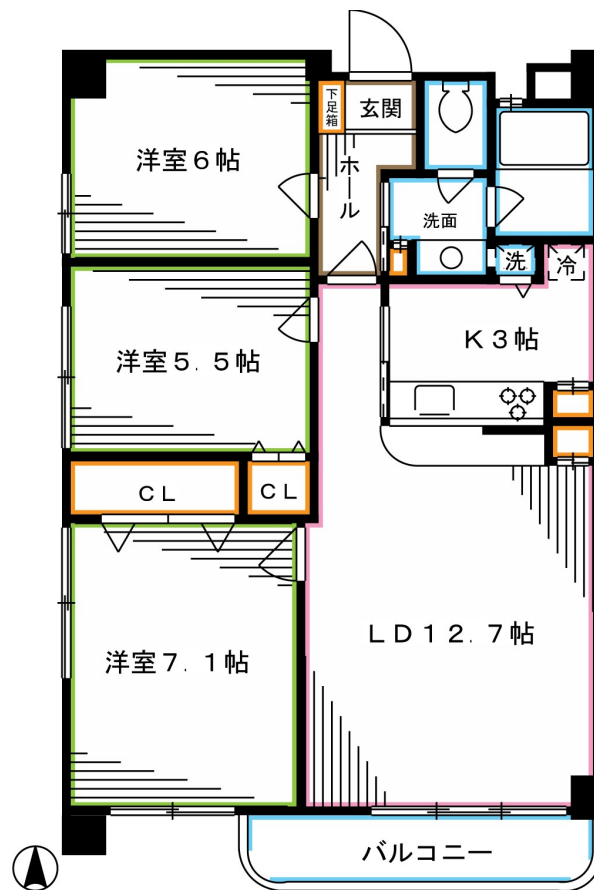 下足箱
玄関
洋室6帖
ホール
洗面
洗
冷
K3帖
洋室5.5帖
CL
CL
洋室7.1帖
LD12.7帖
バルコニー